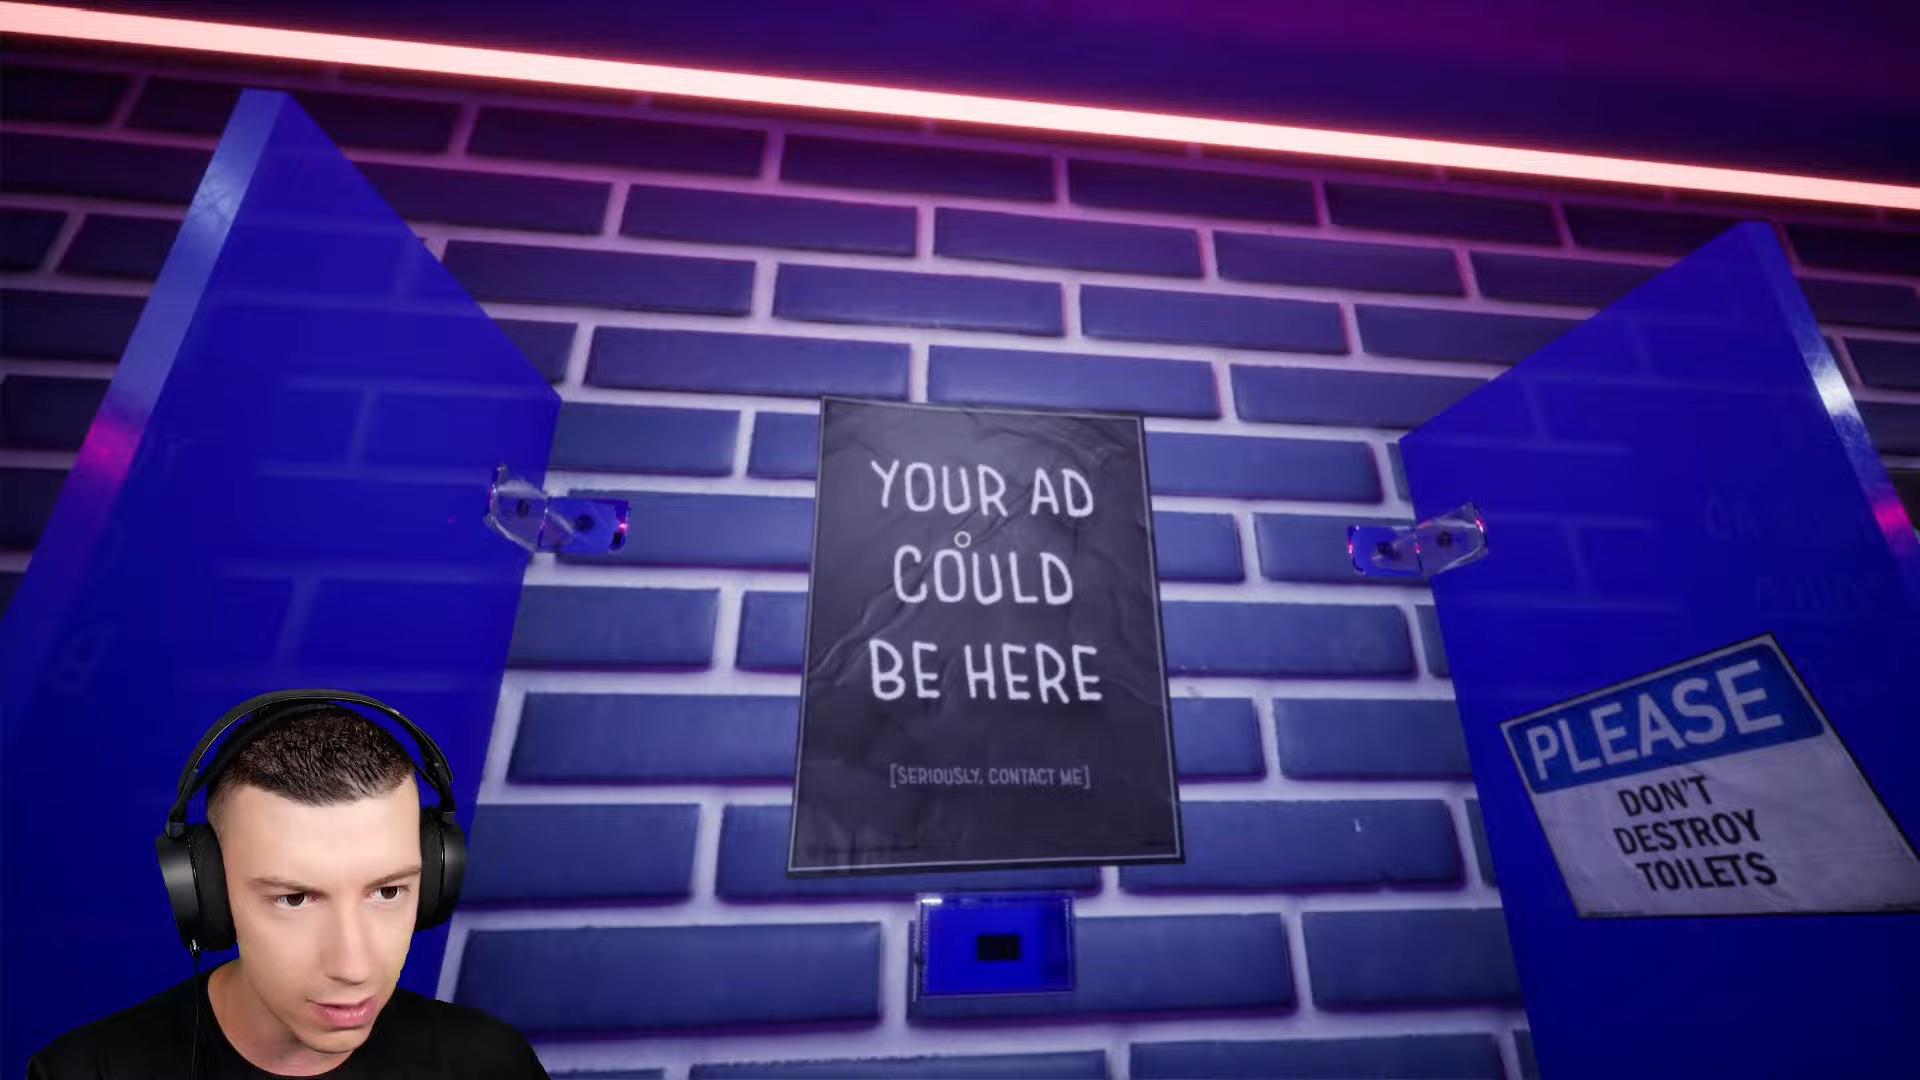 YOUR AD
COULD
BE HERE
[SERIOUSLY, CONTACT ME]
PLEASE
DON'T
DESTROY
TOILETS